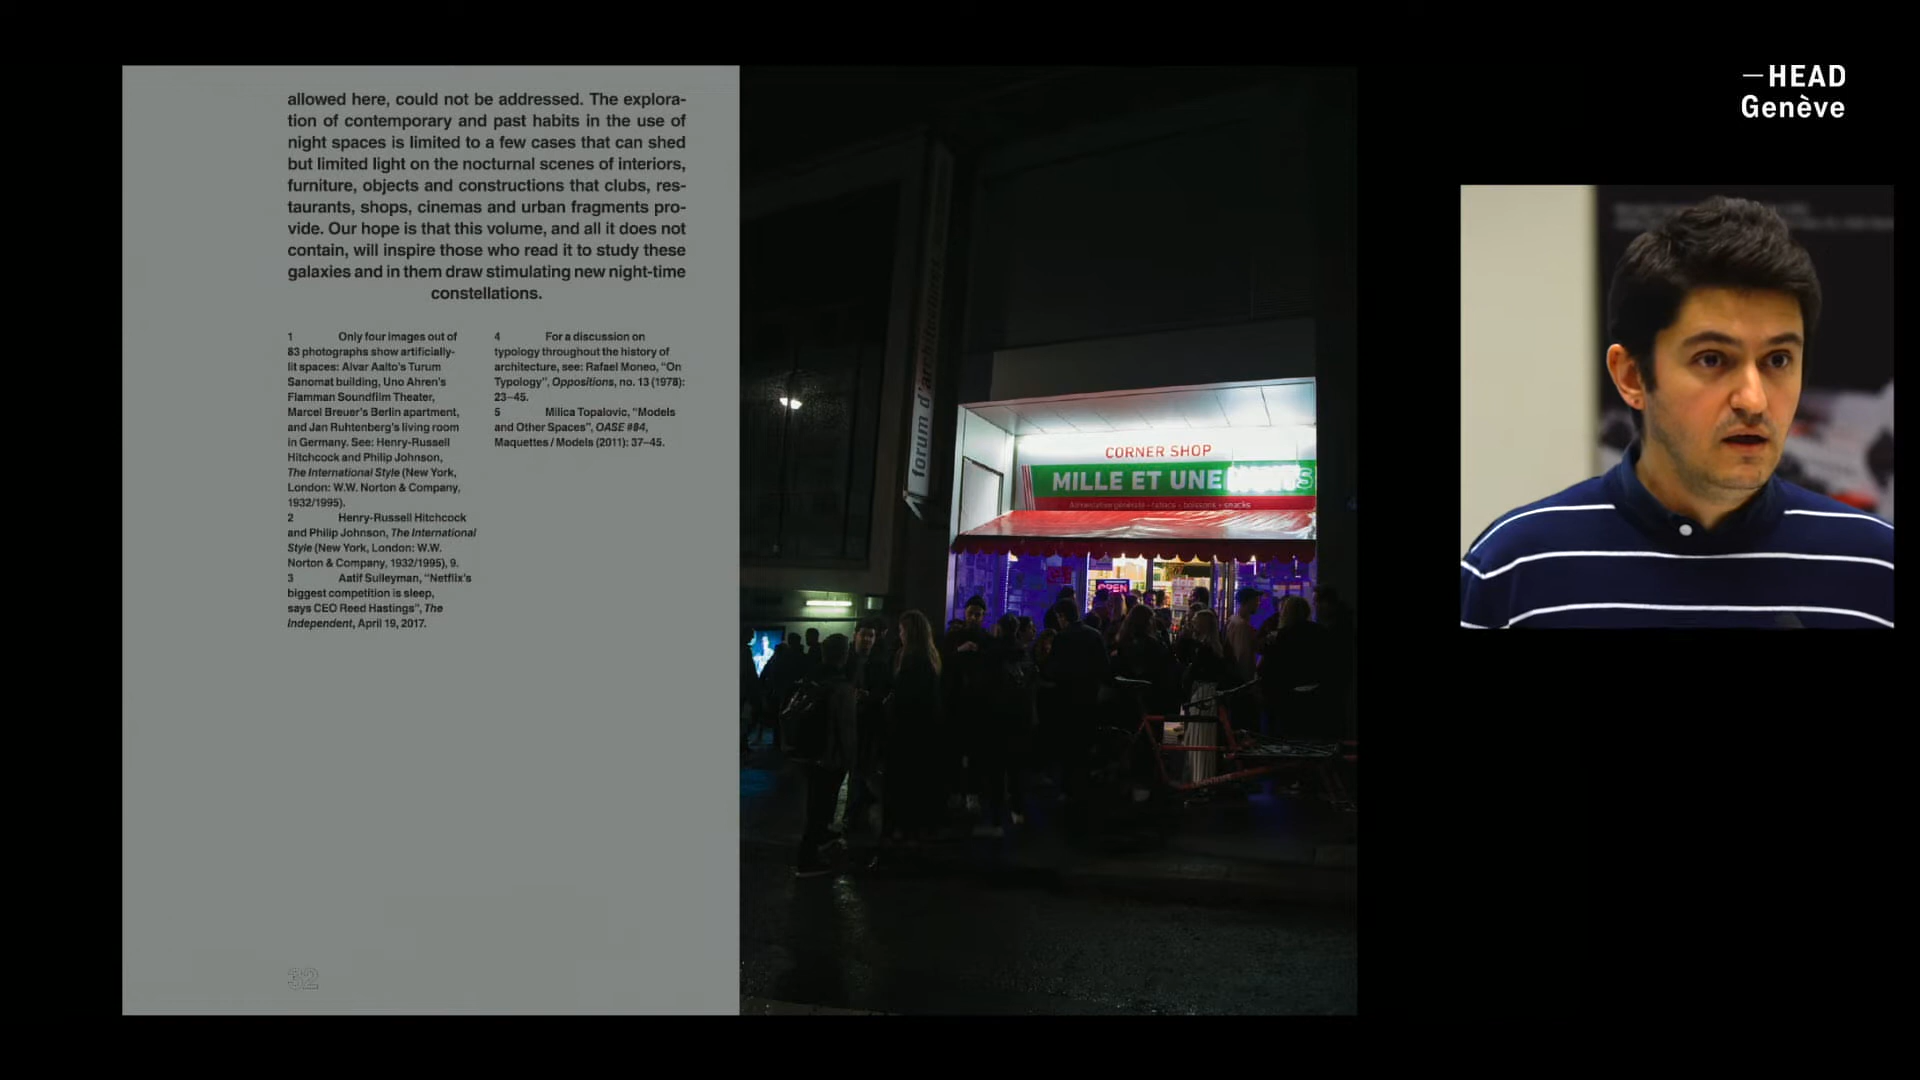 allowed here, could not be addressed. The explora-
tion of contemporary and past habits in the use of
night spaces is limited to a few cases that can shed
but limited light on the nocturnal scenes of interiors,
furniture, objects and constructions that clubs, res-
taurants, shops, cinemas and urban fragments pro-
vide. Our hope is that this volume, and all it does not
contain, will inspire those who read it to study these
galaxies and in them draw stimulating new night-time
constellations.
1 Only four images out of
83 photographs show artificially-
lit spaces: Alvar Aalto's Turum
Sanomat building, Uno Ahren's
Flamman Soundfilm Theater,
Marcel Breuer's Berlin apartment,
and Jan Ruhtenberg's living room
in Germany. See: Henry-Russell
Hitchcock and Philip Johnson,
The International Style (New York,
London: W.W. Norton & Company,
1932/1995).
2 Henry-Russell Hitchcock
and Philip Johnson, The International
Style (New York, London: W.W.
Norton & Company, 1932/1995), 9.
3 Aatif Sulleyman, "Netflix's
biggest competition is sleep,
says CEO Reed Hastings", The
Independent, April 19, 2017.
4 For a discussion on
typology throughout the history of
architecture, see: Rafael Moneo, "On
Typology", Oppositions, no. 13 (1978):
23–45.
5 Milica Topalovic, "Models
and Other Spaces", OASE #84,
Maquettes / Models (2011): 37–45.
32
forum d'architectures
CORNER SHOP
MILLE ET UNE
Alimentation générale - tabacs - boissons - snacks
OPEN
—HEAD
Genève